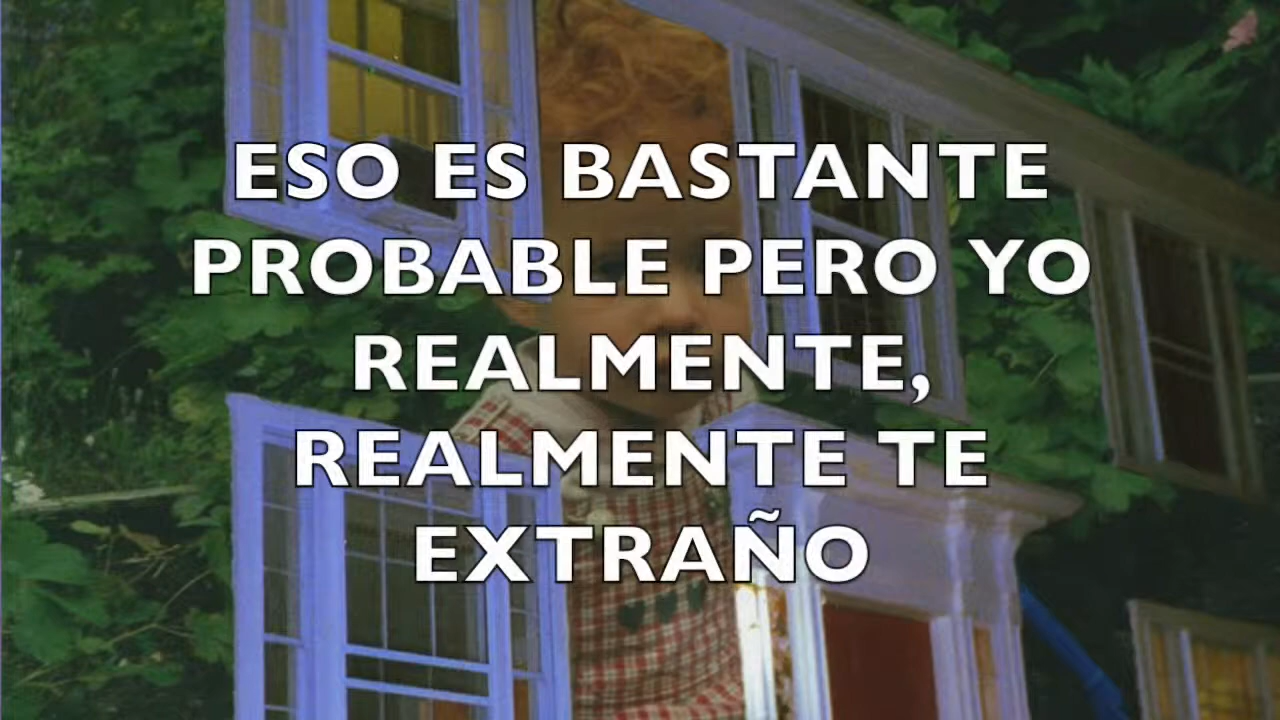 ESO ES BASTANTE
PROBABLE PERO YO
REALMENTE,
REALMENTE TE
EXTRAÑO